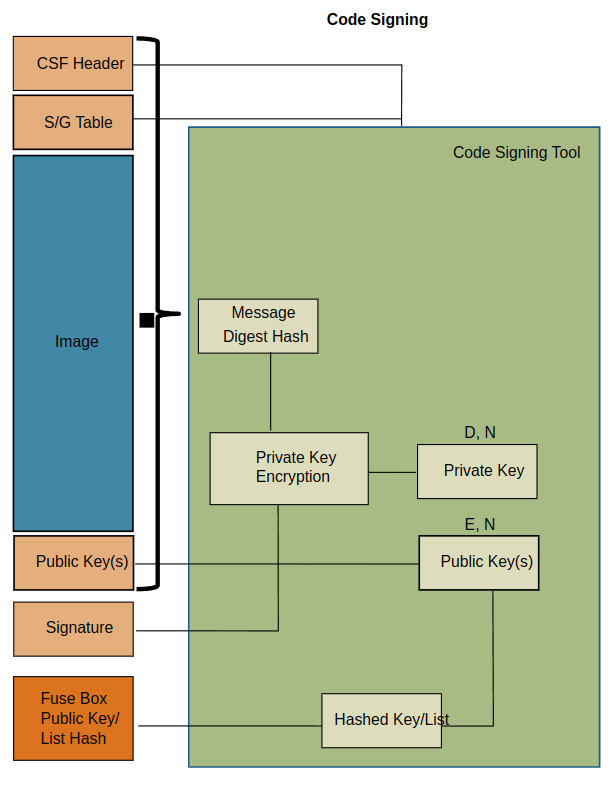 Code Signing
CSF Header
S/G Table
Code Signing Tool
Image
Message
Digest Hash
Private Key
Encryption
D, N
Private Key
E, N
Public Key(s)
Public Key(s)
Signature
Fuse Box
Public Key/
List Hash
Hashed Key/List